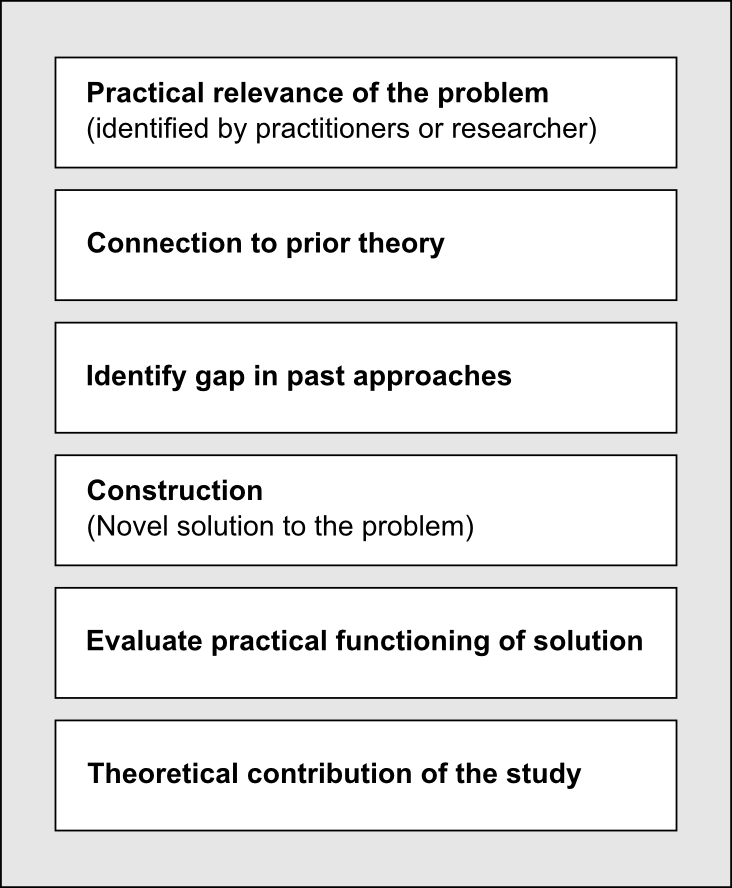 Practical relevance of the problem
(identified by practitioners or researcher)
Connection to prior theory
Identify gap in past approaches
Construction
(Novel solution to the problem)
Evaluate practical functioning of solution
Theoretical contribution of the study